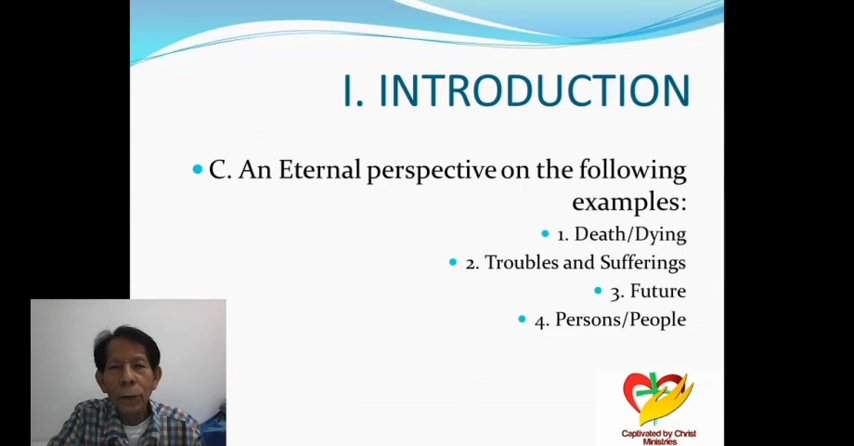 I. INTRODUCTION
• C. An Eternal perspective on the following
examples:
• 1. Death/Dying
• 2. Troubles and Sufferings
• 3. Future
• 4. Persons/People
Captivated by Christ
Ministries